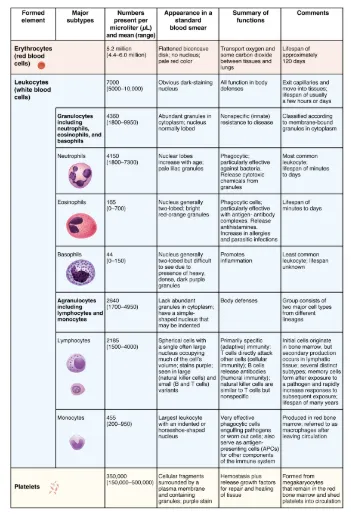 Formed
element
Major
subtypes
Numbers
present per
microliter (μL)
and mean (range)
Appearance in a
standard
blood smear
Summary of
functions
Comments
Erythrocytes
(red blood
cells)
5.2 million
(4.4–6.0 million)
Flattened biconcave
disk; no nucleus;
pale red color
Transport oxygen and
some carbon dioxide
between tissues and
lungs
Lifespan of
approximately
120 days
Leukocytes
(white blood
cells)
7000
(5000–10,000)
Obvious dark-staining
nucleus
All function in body
defenses
Exit capillaries and
move into tissues;
lifespan of usually
a few hours or days
Granulocytes
including
neutrophils,
eosinophils, and
basophils
4360
(1800–9950)
Abundant granules in
cytoplasm; nucleus
normally lobed
Nonspecific (innate)
resistance to disease
Classified according
to membrane-bound
granules in cytoplasm
Neutrophils
4150
(1800–7300)
Nuclear lobes
increase with age;
pale lilac granules
Phagocytic;
particularly effective
against bacteria.
Release cytotoxic
chemicals from
granules
Most common
leukocyte;
lifespan of minutes
to days
Eosinophils
165
(0–700)
Nucleus generally
two-lobed; bright
red-orange granules
Phagocytic cells;
particularly effective
with antigen- antibody
complexes. Release
antihistamines.
Increase in allergies
and parasitic infections
Lifespan of
minutes to days
Basophils
44
(0–150)
Nucleus generally
two-lobed but difficult
to see due to
presence of heavy,
dense, dark purple
granules
Promotes
inflammation
Least common
leukocyte; lifespan
unknown
Agranulocytes
including
lymphocytes and
monocytes
2640
(1700–4950)
Lack abundant
granules in cytoplasm;
have a simple-
shaped nucleus that
may be indented
Body defenses
Group consists of
two major cell types
from different
lineages
Lymphocytes
2185
(1500–4000)
Spherical cells with
a single often large
nucleus occupying
much of the cell's
volume; stains purple;
seen in large
(natural killer cells) and
small (B and T cells)
variants
Primarily specific
(adaptive) immunity:
T cells directly attack
other cells (cellular
immunity); B cells
release antibodies
(humoral immunity);
natural killer cells are
similar to T cells but
nonspecific
Initial cells originate
in bone marrow, but
secondary production
occurs in lymphatic
tissue; several distinct
subtypes; memory cells
form after exposure to
a pathogen and rapidly
increase responses to
subsequent exposure;
lifespan of many years
Monocytes
455
(200–950)
Largest leukocyte
with an indented or
horseshoe-shaped
nucleus
Very effective
phagocytic cells
engulfing pathogens
or worn out cells; also
serve as antigen-
presenting cells (APCs)
for other components
of the immune system
Produced in red bone
marrow; referred to as
macrophages after
leaving circulation
Platelets
350,000
(150,000–500,000)
Cellular fragments
surrounded by a
plasma membrane
and containing
granules; purple stain
Hemostasis plus
release growth factors
for repair and healing
of tissue
Formed from
megakaryocytes
that remain in the red
bone marrow and shed
platelets into circulation